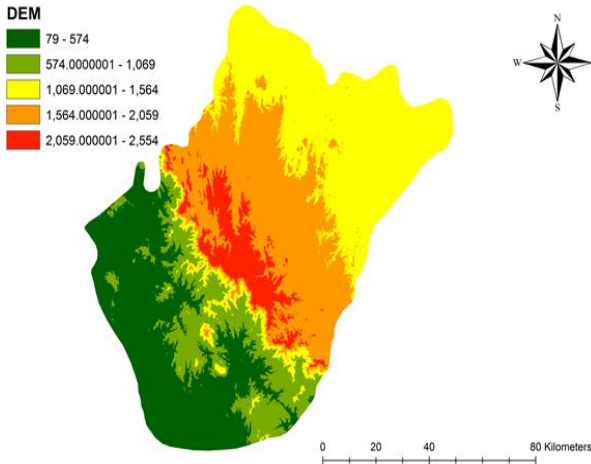 DEM
79 - 574
574.0000001 - 1,069
1,069.000001 - 1,564
1,564.000001 - 2,059
2,059.000001 - 2,554
N
W E
S
0 20 40 80 Kilometers